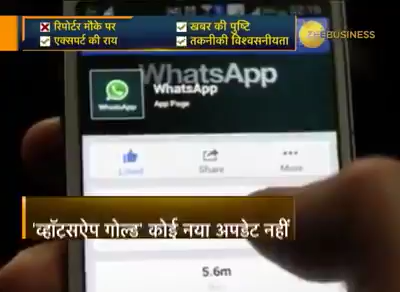 रिपोर्टर मौके पर
खबर की पुष्टि
एक्सपर्ट की राय
तकनीकी विश्वसनीयता
ZEE BUSINESS
WhatsApp
WhatsApp
App Page
WhatsApp
Liked
Share
More
'व्हॉट्सऐप गोल्ड' कोई नया अपडेट नहीं
5.6m